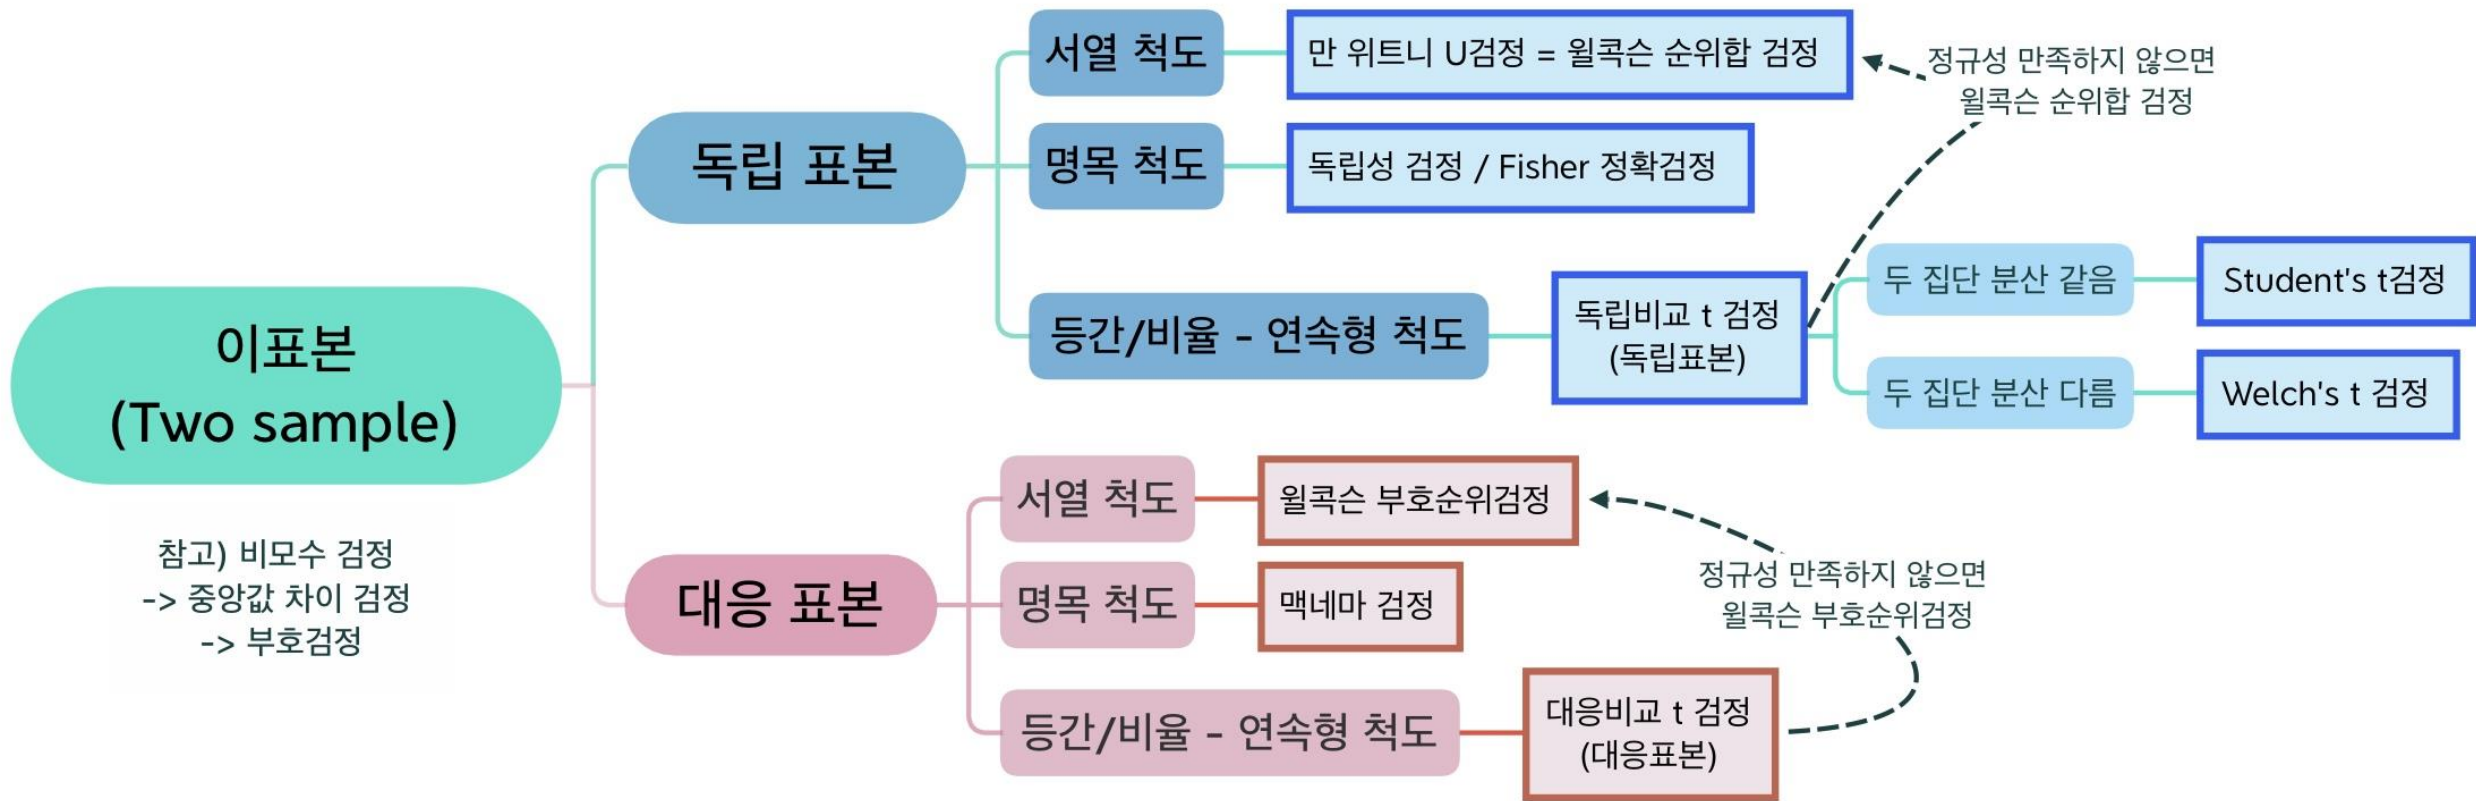 이표본
(Two sample)
참고) 비모수 검정
-> 중앙값 차이 검정
-> 부호검정
독립 표본
서열 척도
만 위트니 U검정 = 윌콕슨 순위합 검정
정규성 만족하지 않으면
윌콕슨 순위합 검정
명목 척도
독립성 검정 / Fisher 정확검정
등간/비율 - 연속형 척도
독립비교 t 검정
(독립표본)
두 집단 분산 같음
Student's t검정
두 집단 분산 다름
Welch's t 검정
대응 표본
서열 척도
윌콕슨 부호순위검정
정규성 만족하지 않으면
윌콕슨 부호순위검정
명목 척도
맥네마 검정
등간/비율 - 연속형 척도
대응비교 t 검정
(대응표본)